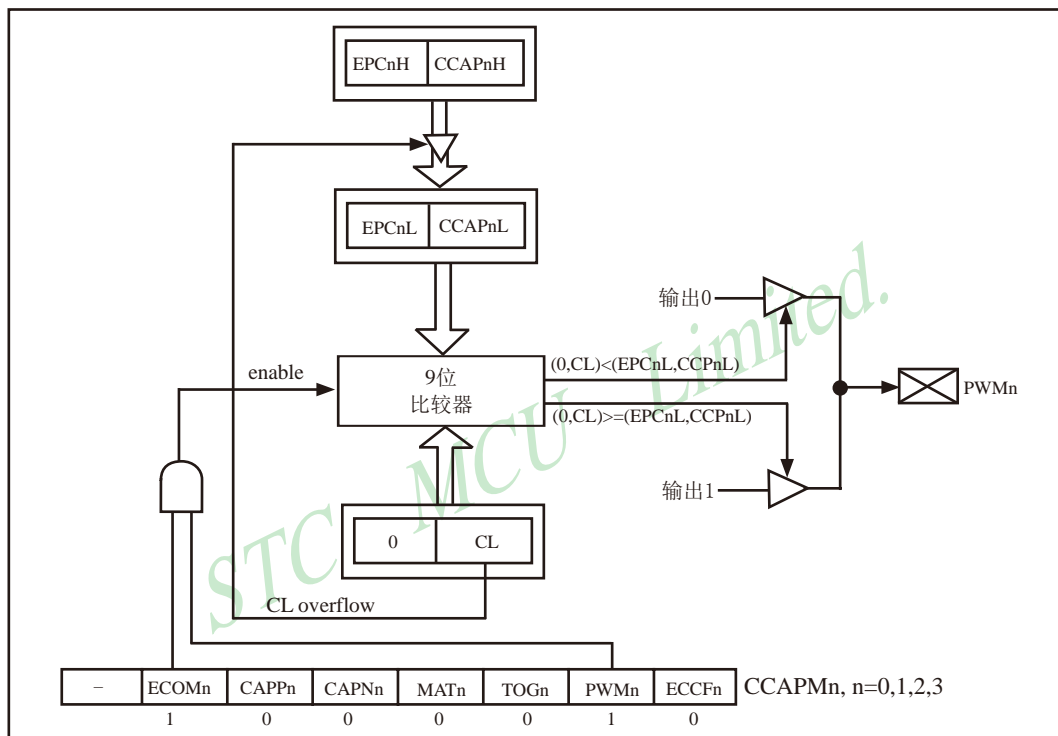 EPCnH CCAPnH
EPCnL CCAPnL
输出0
(0,CL)<(EPCnL,CCPnL)
enable
9位
比较器
PWMn
(0,CL)>=(EPCnL,CCPnL)
输出1
0 CL
CL overflow
STC MCU Limited.
– ECOMn CAPPn CAPNn MATn TOGn PWMn ECCFn CCAPMn, n=0,1,2,3
1 0 0 0 0 1 0